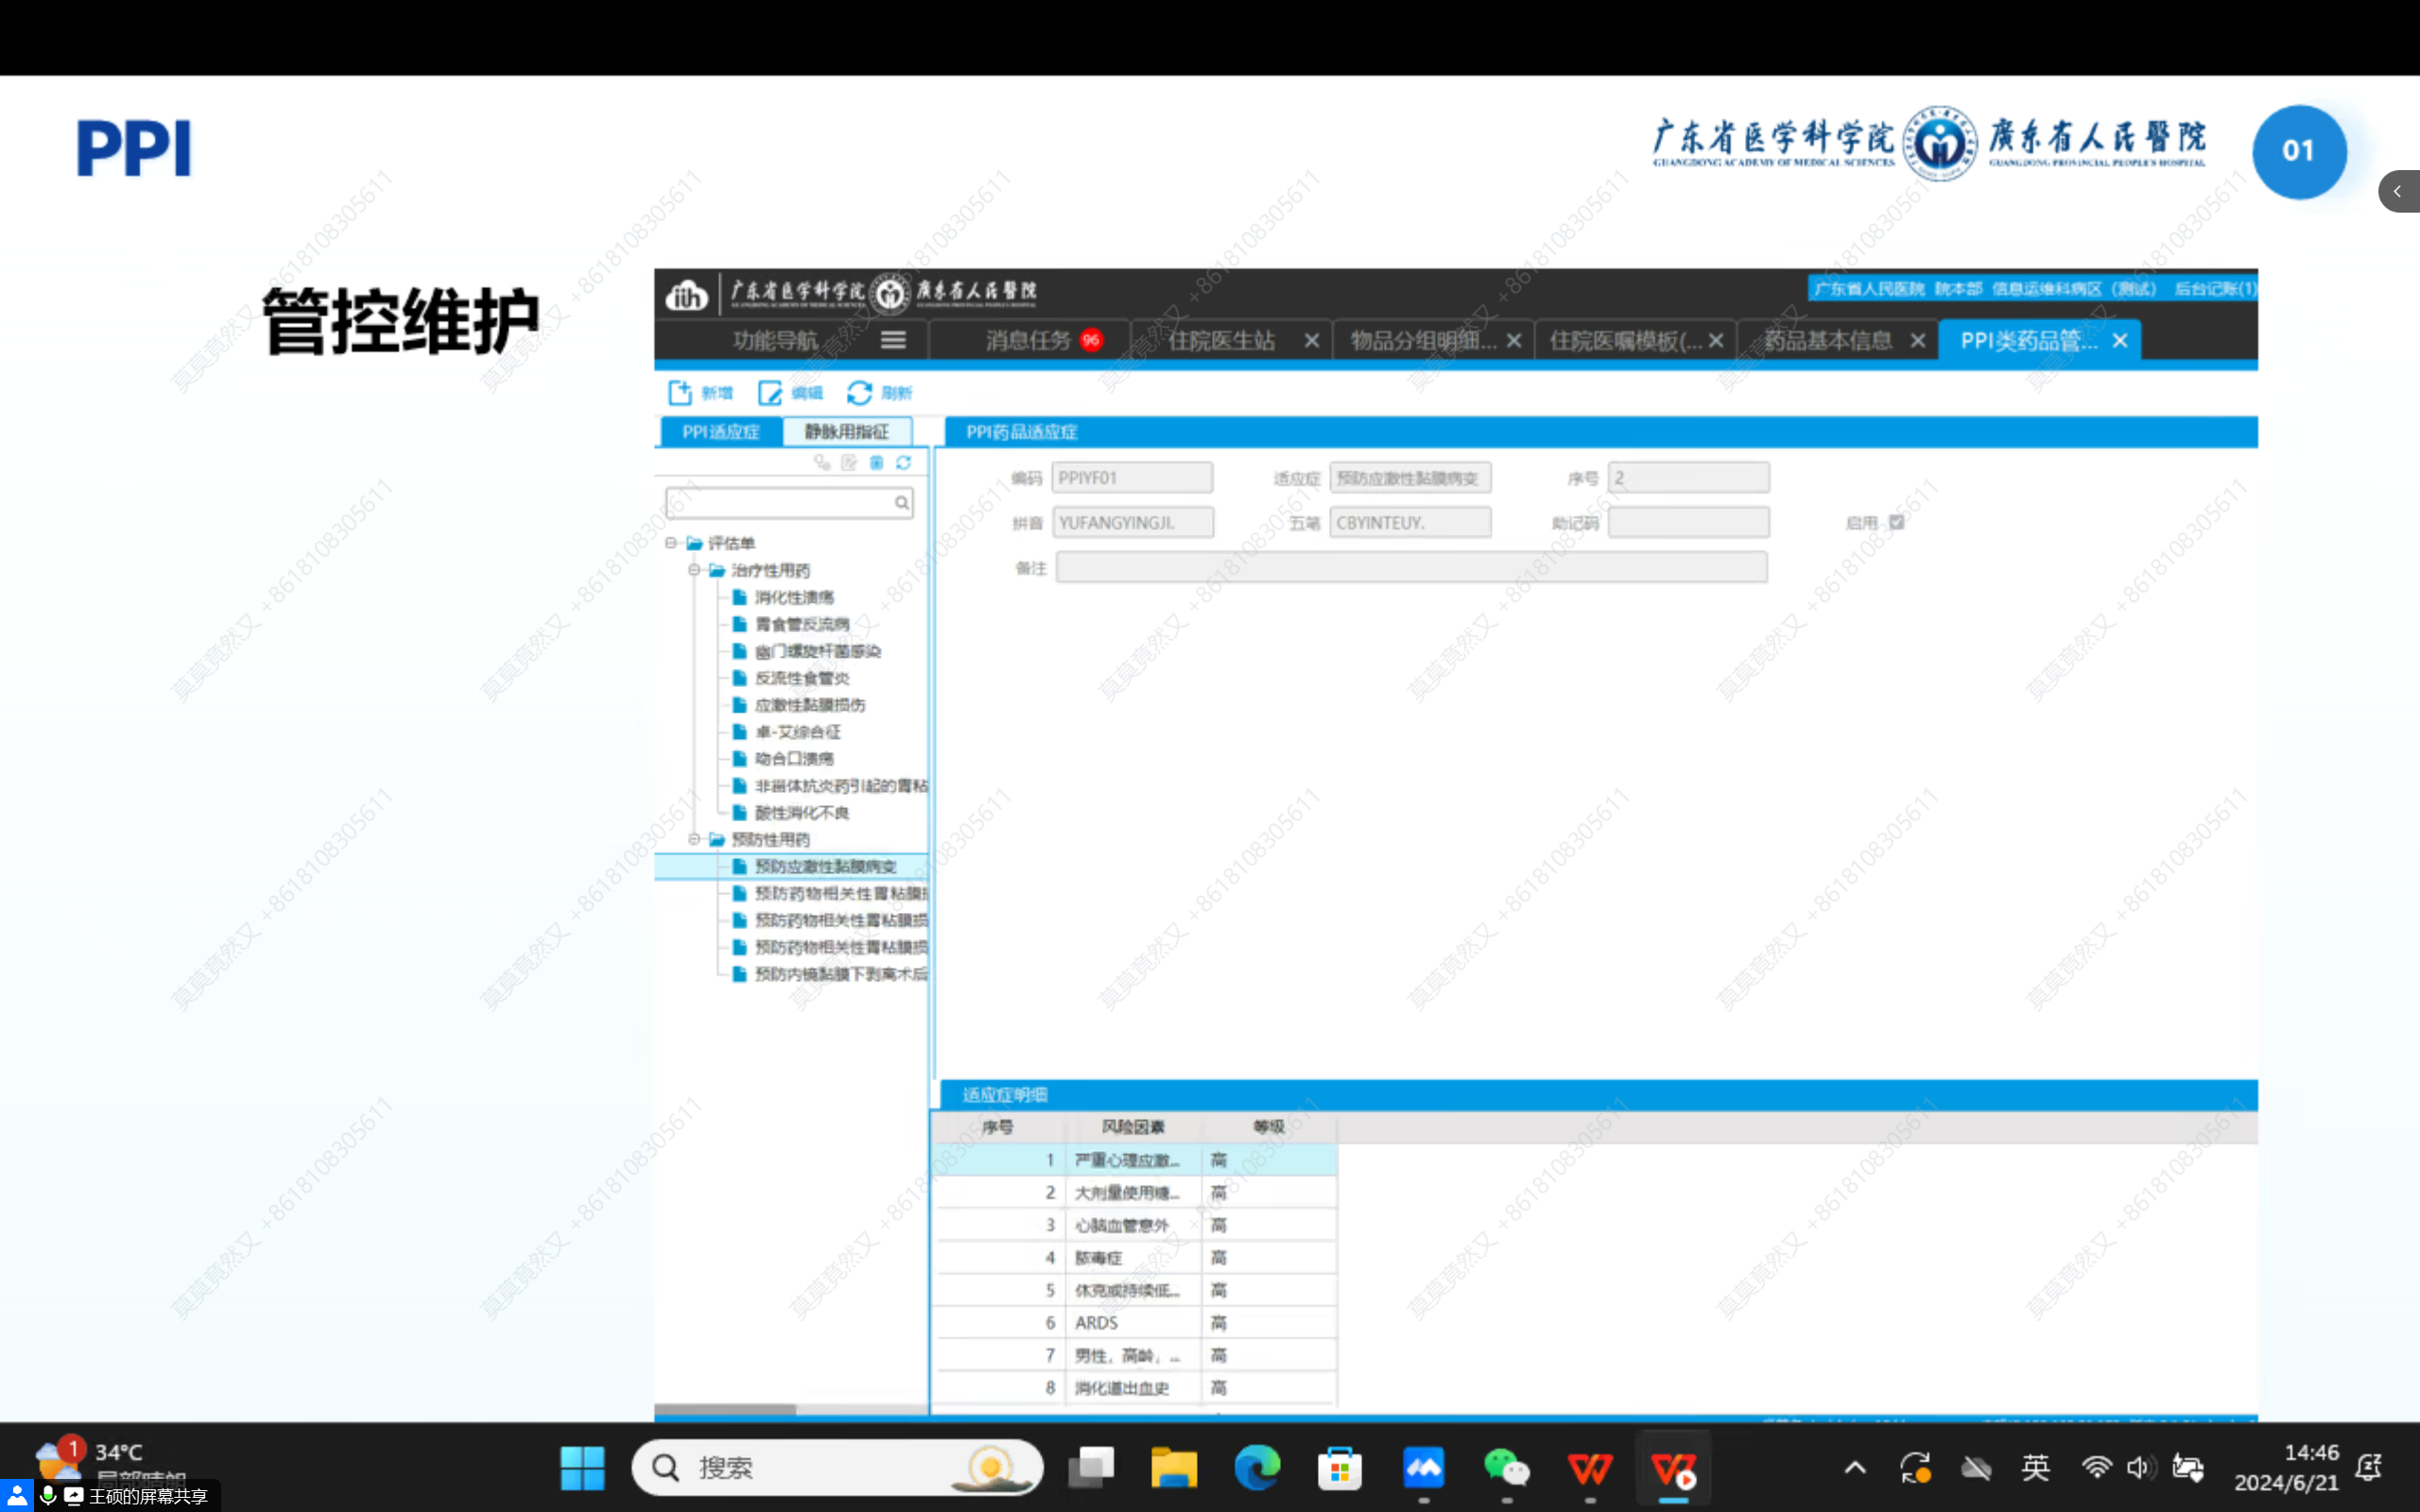 PPI
广东省医学科学院 廣东省人民醫院
GUANGDONG ACADEMY OF MEDICAL SCIENCES GUANGDONG PROVINCIAL PEOPLE'S HOSPITAL
01
管控维护
iih 广东省医学科学院 廣东省人民醫院
广东省人民医院 院本部 信息运维科病区（测试） 后台记账(1)
功能导航 消息任务 96 住院医生站 物品分组明细... 住院医嘱模板(... 药品基本信息 PPI类药品管...
新增 编辑 刷新
PPI适应症 静脉用指征 PPI药品适应症
编码 PPIYF01 适应症 预防应激性黏膜病变 序号 2
拼音 YUFANGYINGJI. 五笔 CBYINTEUY. 助记码 启用
备注
评估单
治疗性用药
消化性溃疡
胃食管反流病
幽门螺旋杆菌感染
反流性食管炎
应激性黏膜损伤
卓-艾综合征
吻合口溃疡
非甾体抗炎药引起的胃粘
酸性消化不良
预防性用药
预防应激性黏膜病变
预防药物相关性胃粘膜损
预防药物相关性胃粘膜损
预防药物相关性胃粘膜损
预防内镜黏膜下剥离术后
适应症明细
序号 风险因素 等级
1 严重心理应激... 高
2 大剂量使用糖... 高
3 心脑血管意外 高
4 脓毒症 高
5 休克或持续低... 高
6 ARDS 高
7 男性，高龄，... 高
8 消化道出血史 高
莫莫竟然又 +8618108305611
1 34°C
局部晴朗
王硕的屏幕共享
搜索
英
14:46
2024/6/21